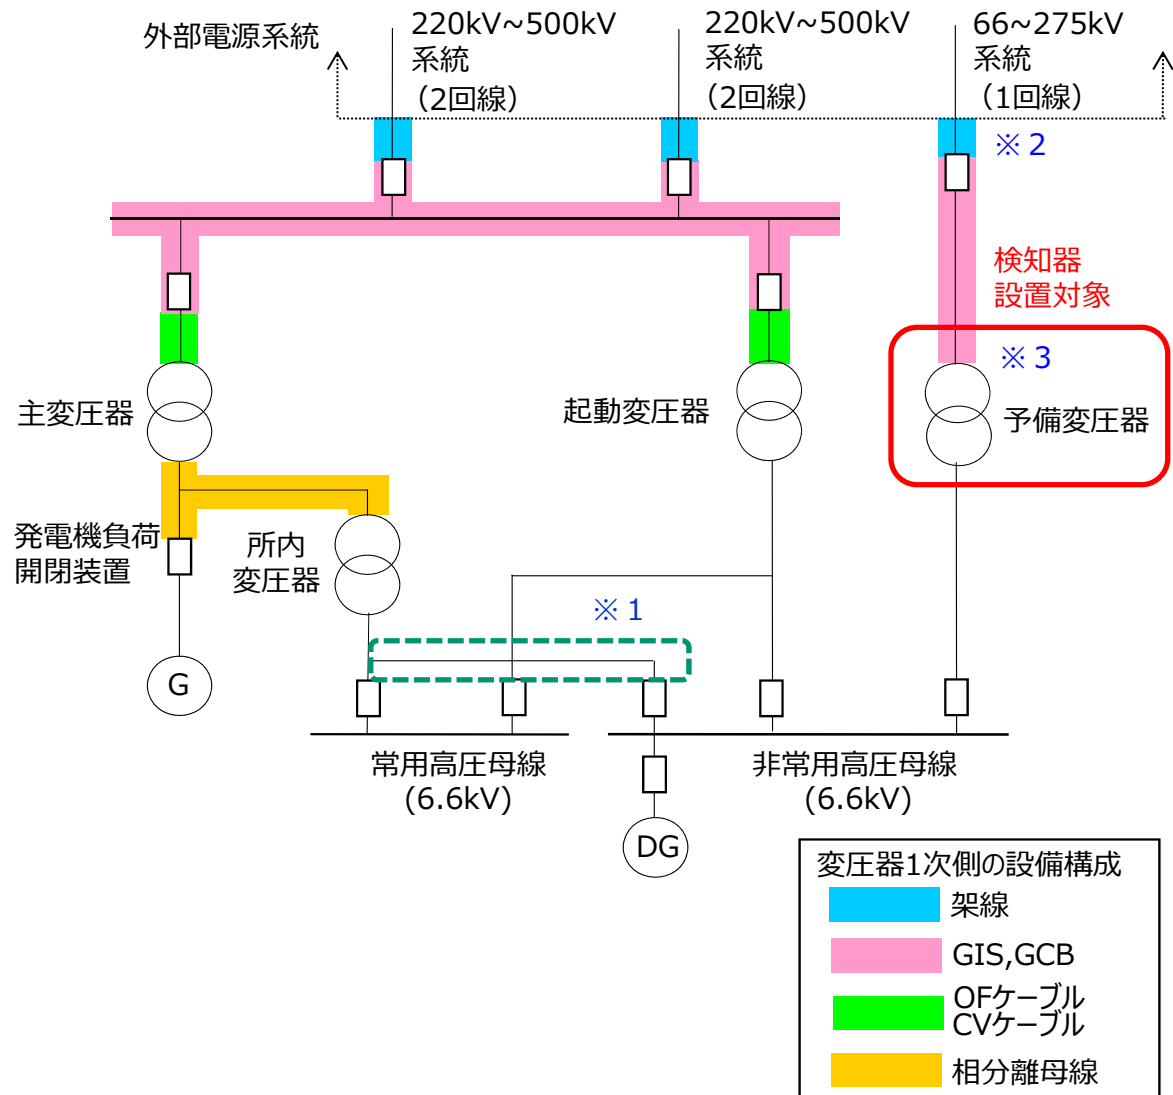 外部電源系統
220kV~500kV
系統
(2回線)
220kV~500kV
系統
(2回線)
66~275kV
系統
(1回線)
※2
検知器
設置対象
※3
主変圧器
起動変圧器
予備変圧器
発電機負荷
開閉装置
所内
変圧器
※1
G
常用高圧母線
(6.6kV)
非常用高圧母線
(6.6kV)
DG
変圧器1次側の設備構成
架線
GIS,GCB
OFケーブル
CVケーブル
相分離母線